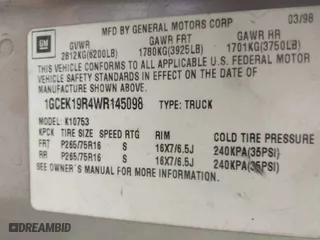 GM
MFD BY GENERAL MOTORS CORP 03/98
GVWR GAWR FRT GAWR RR
2812KG(6200LB) 1780KG(3925LB) 1701KG(3750LB)
THIS VEHICLE CONFORMS TO ALL APPLICABLE U.S. FEDERAL MOTOR
VEHICLE SAFETY STANDARDS IN EFFECT ON THE DATE OF
MANUFACTURE SHOWN ABOVE.
1GCEK19R4WR145098 TYPE: TRUCK
MODEL: K10753
KPCK TIRE SIZE SPEED RTG RIM COLD TIRE PRESSURE
FRT P265/75R16 S 16X7/6.5J 240KPA(35PSI)
RR P265/75R16 S 16X7/6.5J 240KPA(35PSI)
SEE OWNER'S MANUAL FOR MORE INFORMATION
DREAMBID